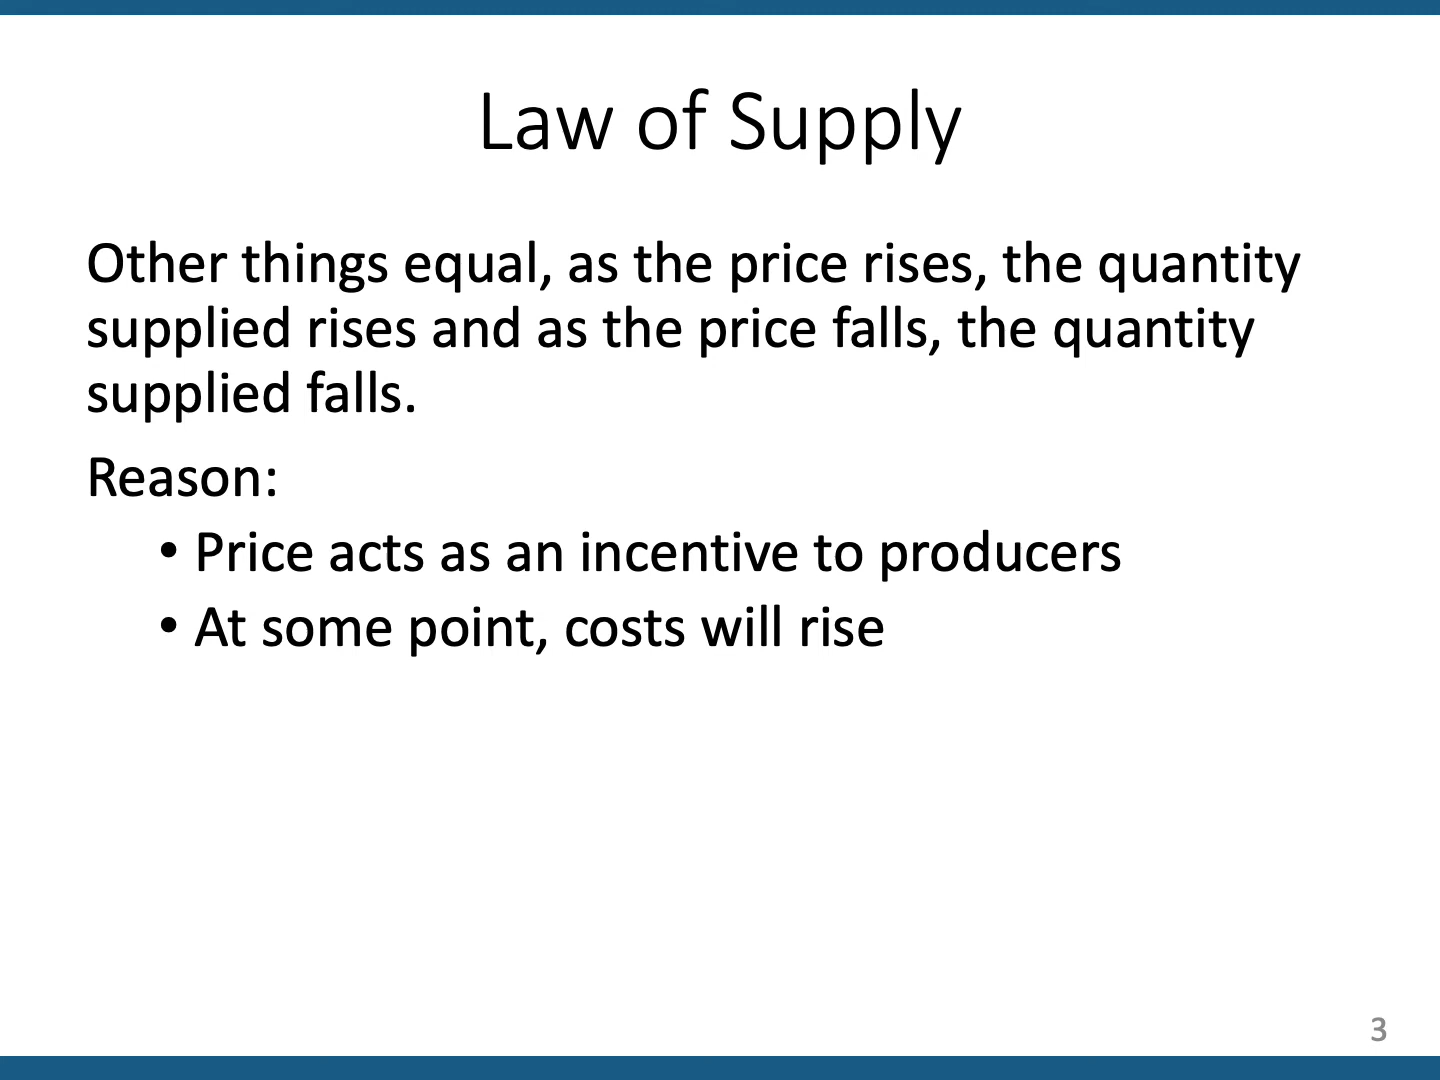 Law of Supply
Other things equal, as the price rises, the quantity
supplied rises and as the price falls, the quantity
supplied falls.
Reason:
• Price acts as an incentive to producers
• At some point, costs will rise
3